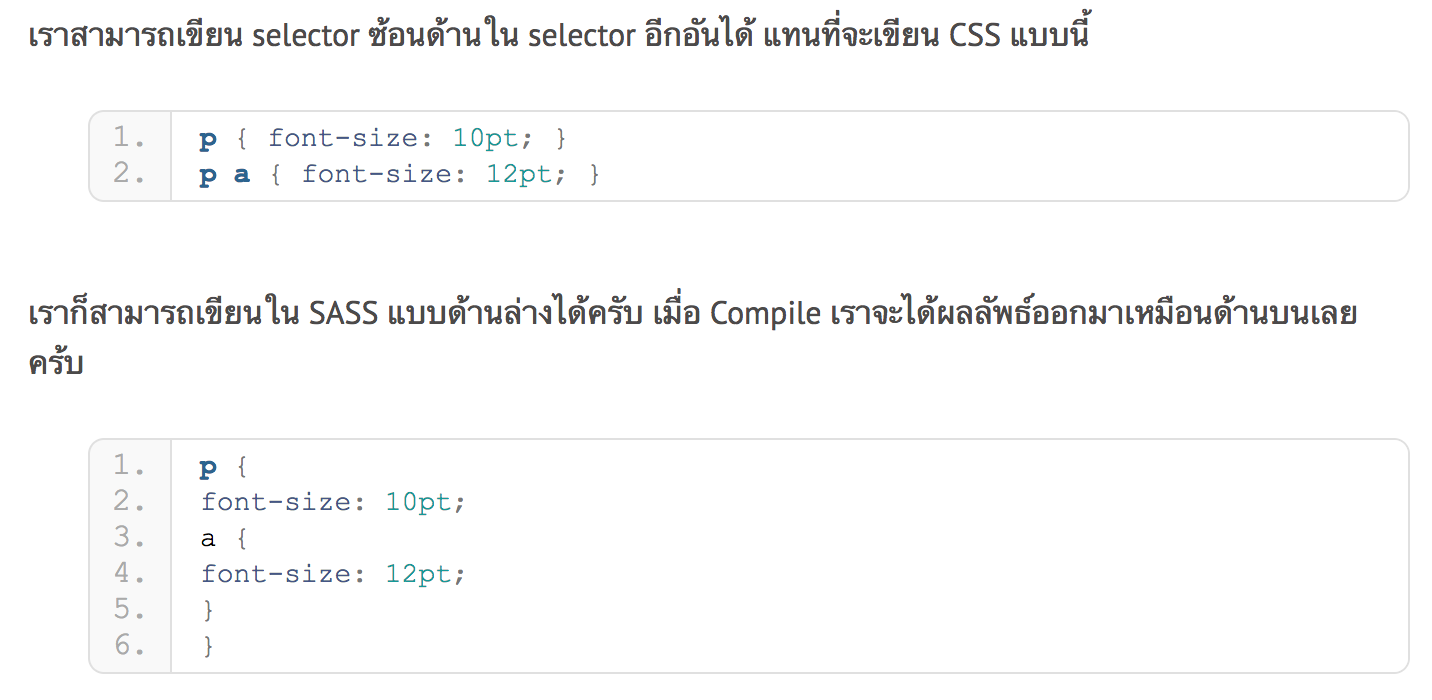 เราสามารถเขียน selector ซ้อนด้านใน selector อีกอันได้ แทนที่จะเขียน CSS แบบนี้
1. p { font-size: 10pt; }
2. p a { font-size: 12pt; }
เราก็สามารถเขียนใน SASS แบบด้านล่างได้ครับ เมื่อ Compile เราจะได้ผลลัพธ์ออกมาเหมือนด้านบนเลย
ครับ
1. p {
2. font-size: 10pt;
3. a {
4. font-size: 12pt;
5. }
6. }